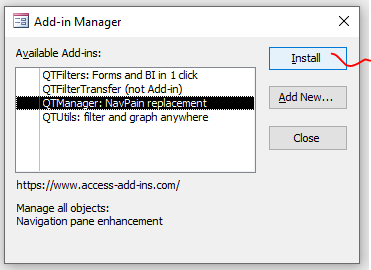 Add-in Manager
Available Add-ins:
QTFilters: Forms and BI in 1 click
QTFilterTransfer (not Add-in)
QTManager: NavPain replacement
QTUtils: filter and graph anywhere
Install
Add New...
Close
https://www.access-add-ins.com/
Manage all objects:
Navigation pane enhancement